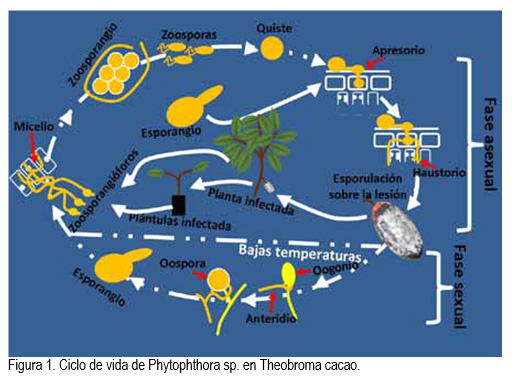 Zoosporangio
Zoosporas
Quiste
Apresorio
Micelio
Esporangio
Haustorio
Zoosporangióforos
Planta infectada
Esporulación
sobre la lesión
Plántulas infectada
Fase asexual
Bajas temperaturas
Fase sexual
Esporangio
Oospora
Oogonio
Anteridio
Figura 1. Ciclo de vida de Phytophthora sp. en Theobroma cacao.